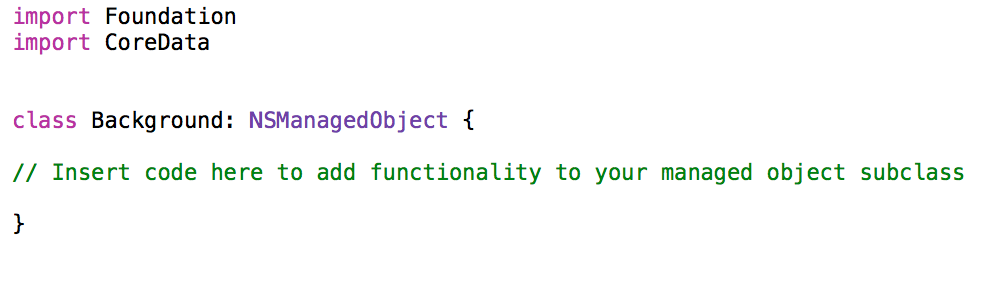 import Foundation
import CoreData
class Background: NSManagedObject {
// Insert code here to add functionality to your managed object subclass
}